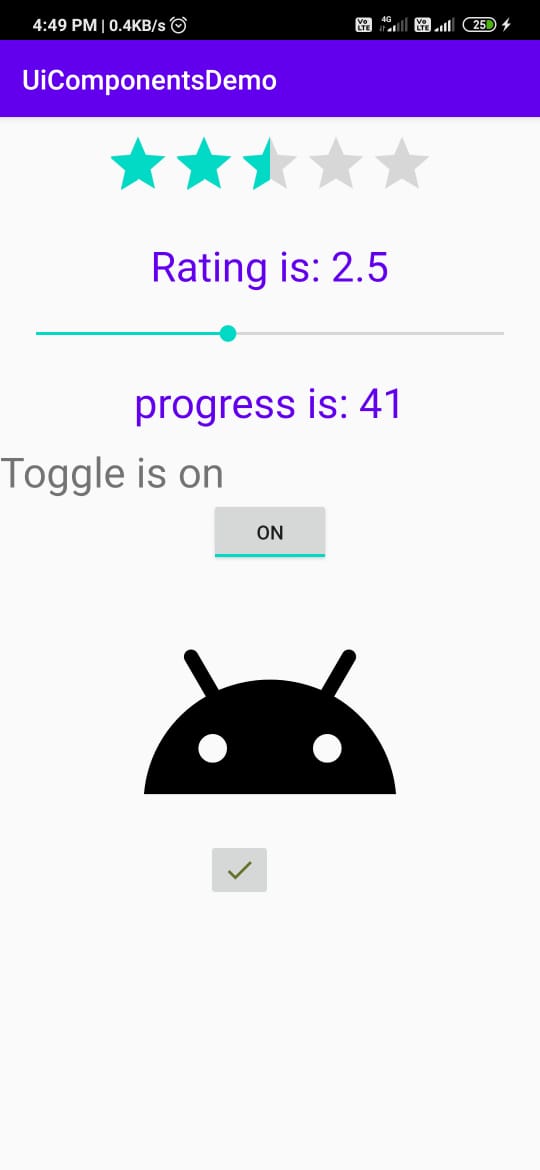 4:49 PM | 0.4KB/s
Vo LTE 4G Vo LTE 25
UiComponentsDemo
Rating is: 2.5
progress is: 41
Toggle is on
ON